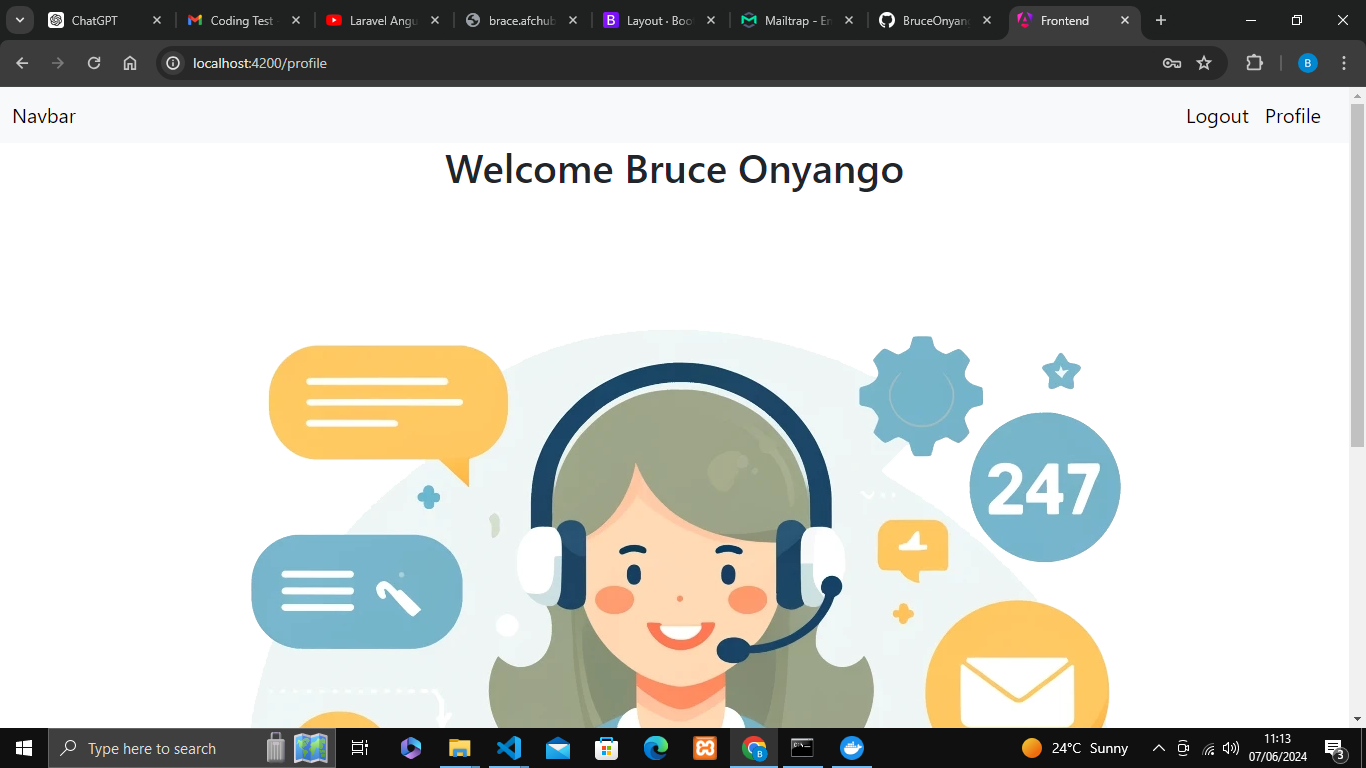 ChatGPT
Coding Test -
Laravel Angu
brace.afchub
Layout · Boo
Mailtrap - En
BruceOnyang
Frontend
localhost:4200/profile
B
Navbar
Logout Profile
Welcome Bruce Onyango
247
Type here to search
24°C Sunny
11:13
07/06/2024
3